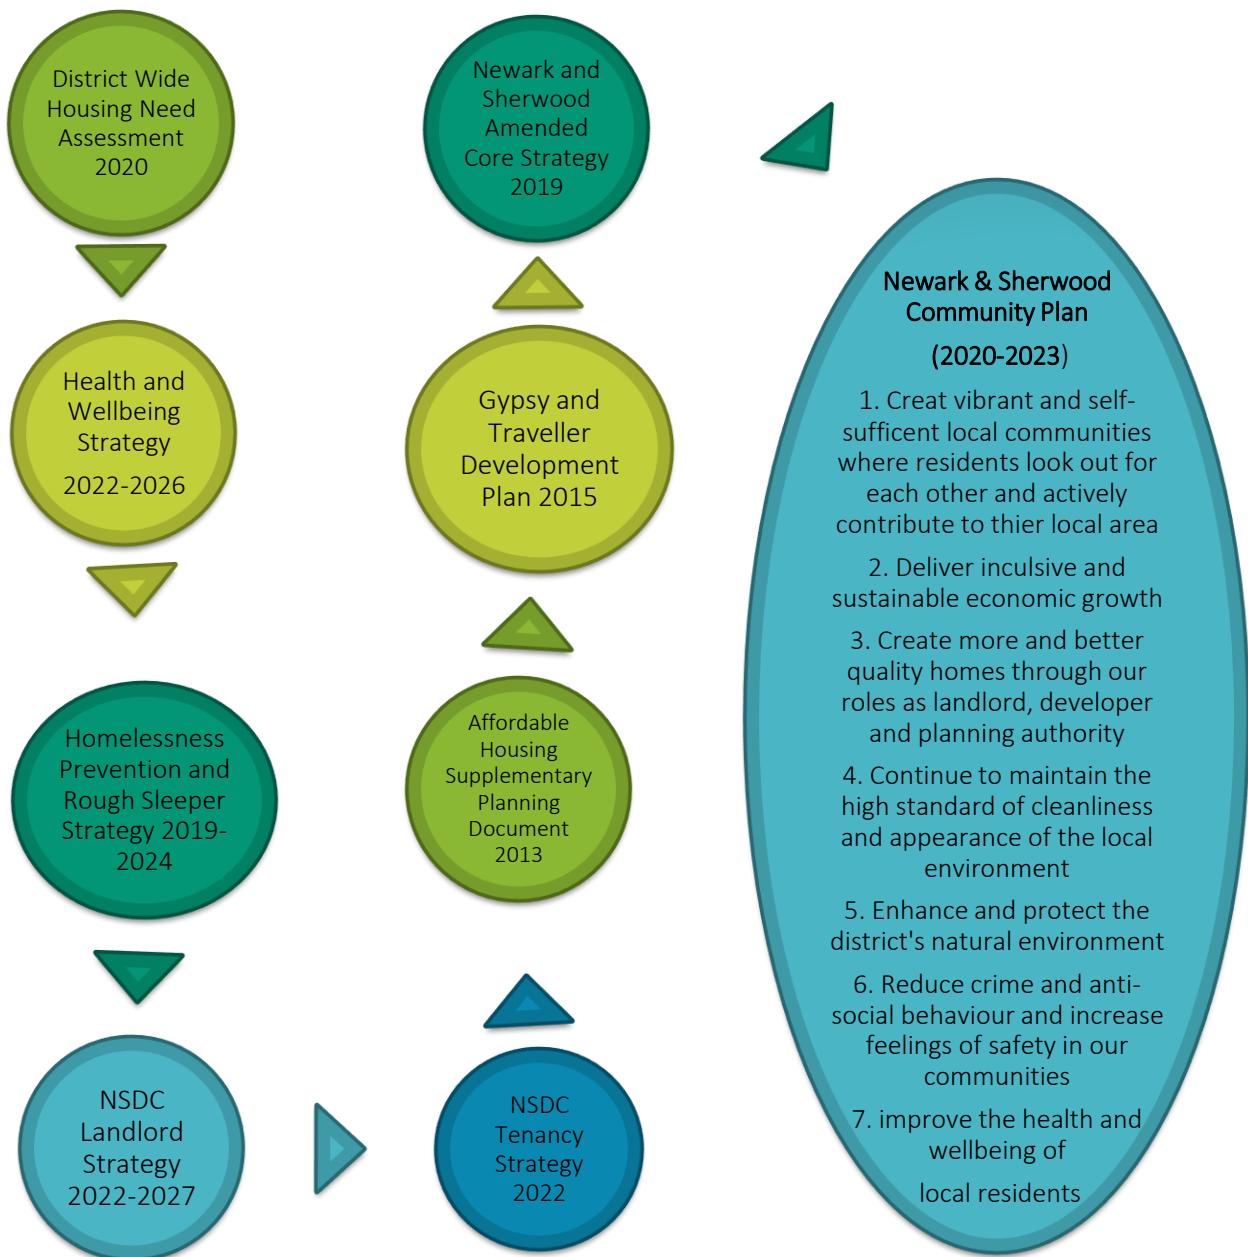 District Wide
Housing Need
Assessment
2020
Health and
Wellbeing
Strategy
2022-2026
Homelessness
Prevention and
Rough Sleeper
Strategy 2019-
2024
NSDC
Landlord
Strategy
2022-2027
NSDC
Tenancy
Strategy
2022
Affordable
Housing
Supplementary
Planning
Document
2013
Gypsy and
Traveller
Development
Plan 2015
Newark and
Sherwood
Amended
Core Strategy
2019
Newark & Sherwood
Community Plan
(2020-2023)
1. Creat vibrant and self-
sufficent local communities
where residents look out for
each other and actively
contribute to thier local area
2. Deliver inculsive and
sustainable economic growth
3. Create more and better
quality homes through our
roles as landlord, developer
and planning authority
4. Continue to maintain the
high standard of cleanliness
and appearance of the local
environment
5. Enhance and protect the
district's natural environment
6. Reduce crime and anti-
social behaviour and increase
feelings of safety in our
communities
7. improve the health and
wellbeing of
local residents